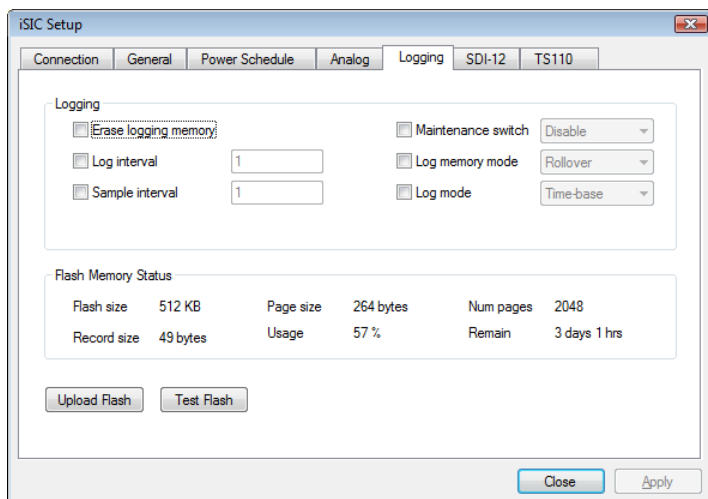 iSIC Setup
Connection General Power Schedule Analog Logging SDI-12 TS110
Logging
Erase logging memory Maintenance switch Disable
Log interval 1 Log memory mode Rollover
Sample interval 1 Log mode Time-base
Flash Memory Status
Flash size 512 KB Page size 264 bytes Num pages 2048
Record size 49 bytes Usage 57 % Remain 3 days 1 hrs
Upload Flash Test Flash
Close Apply